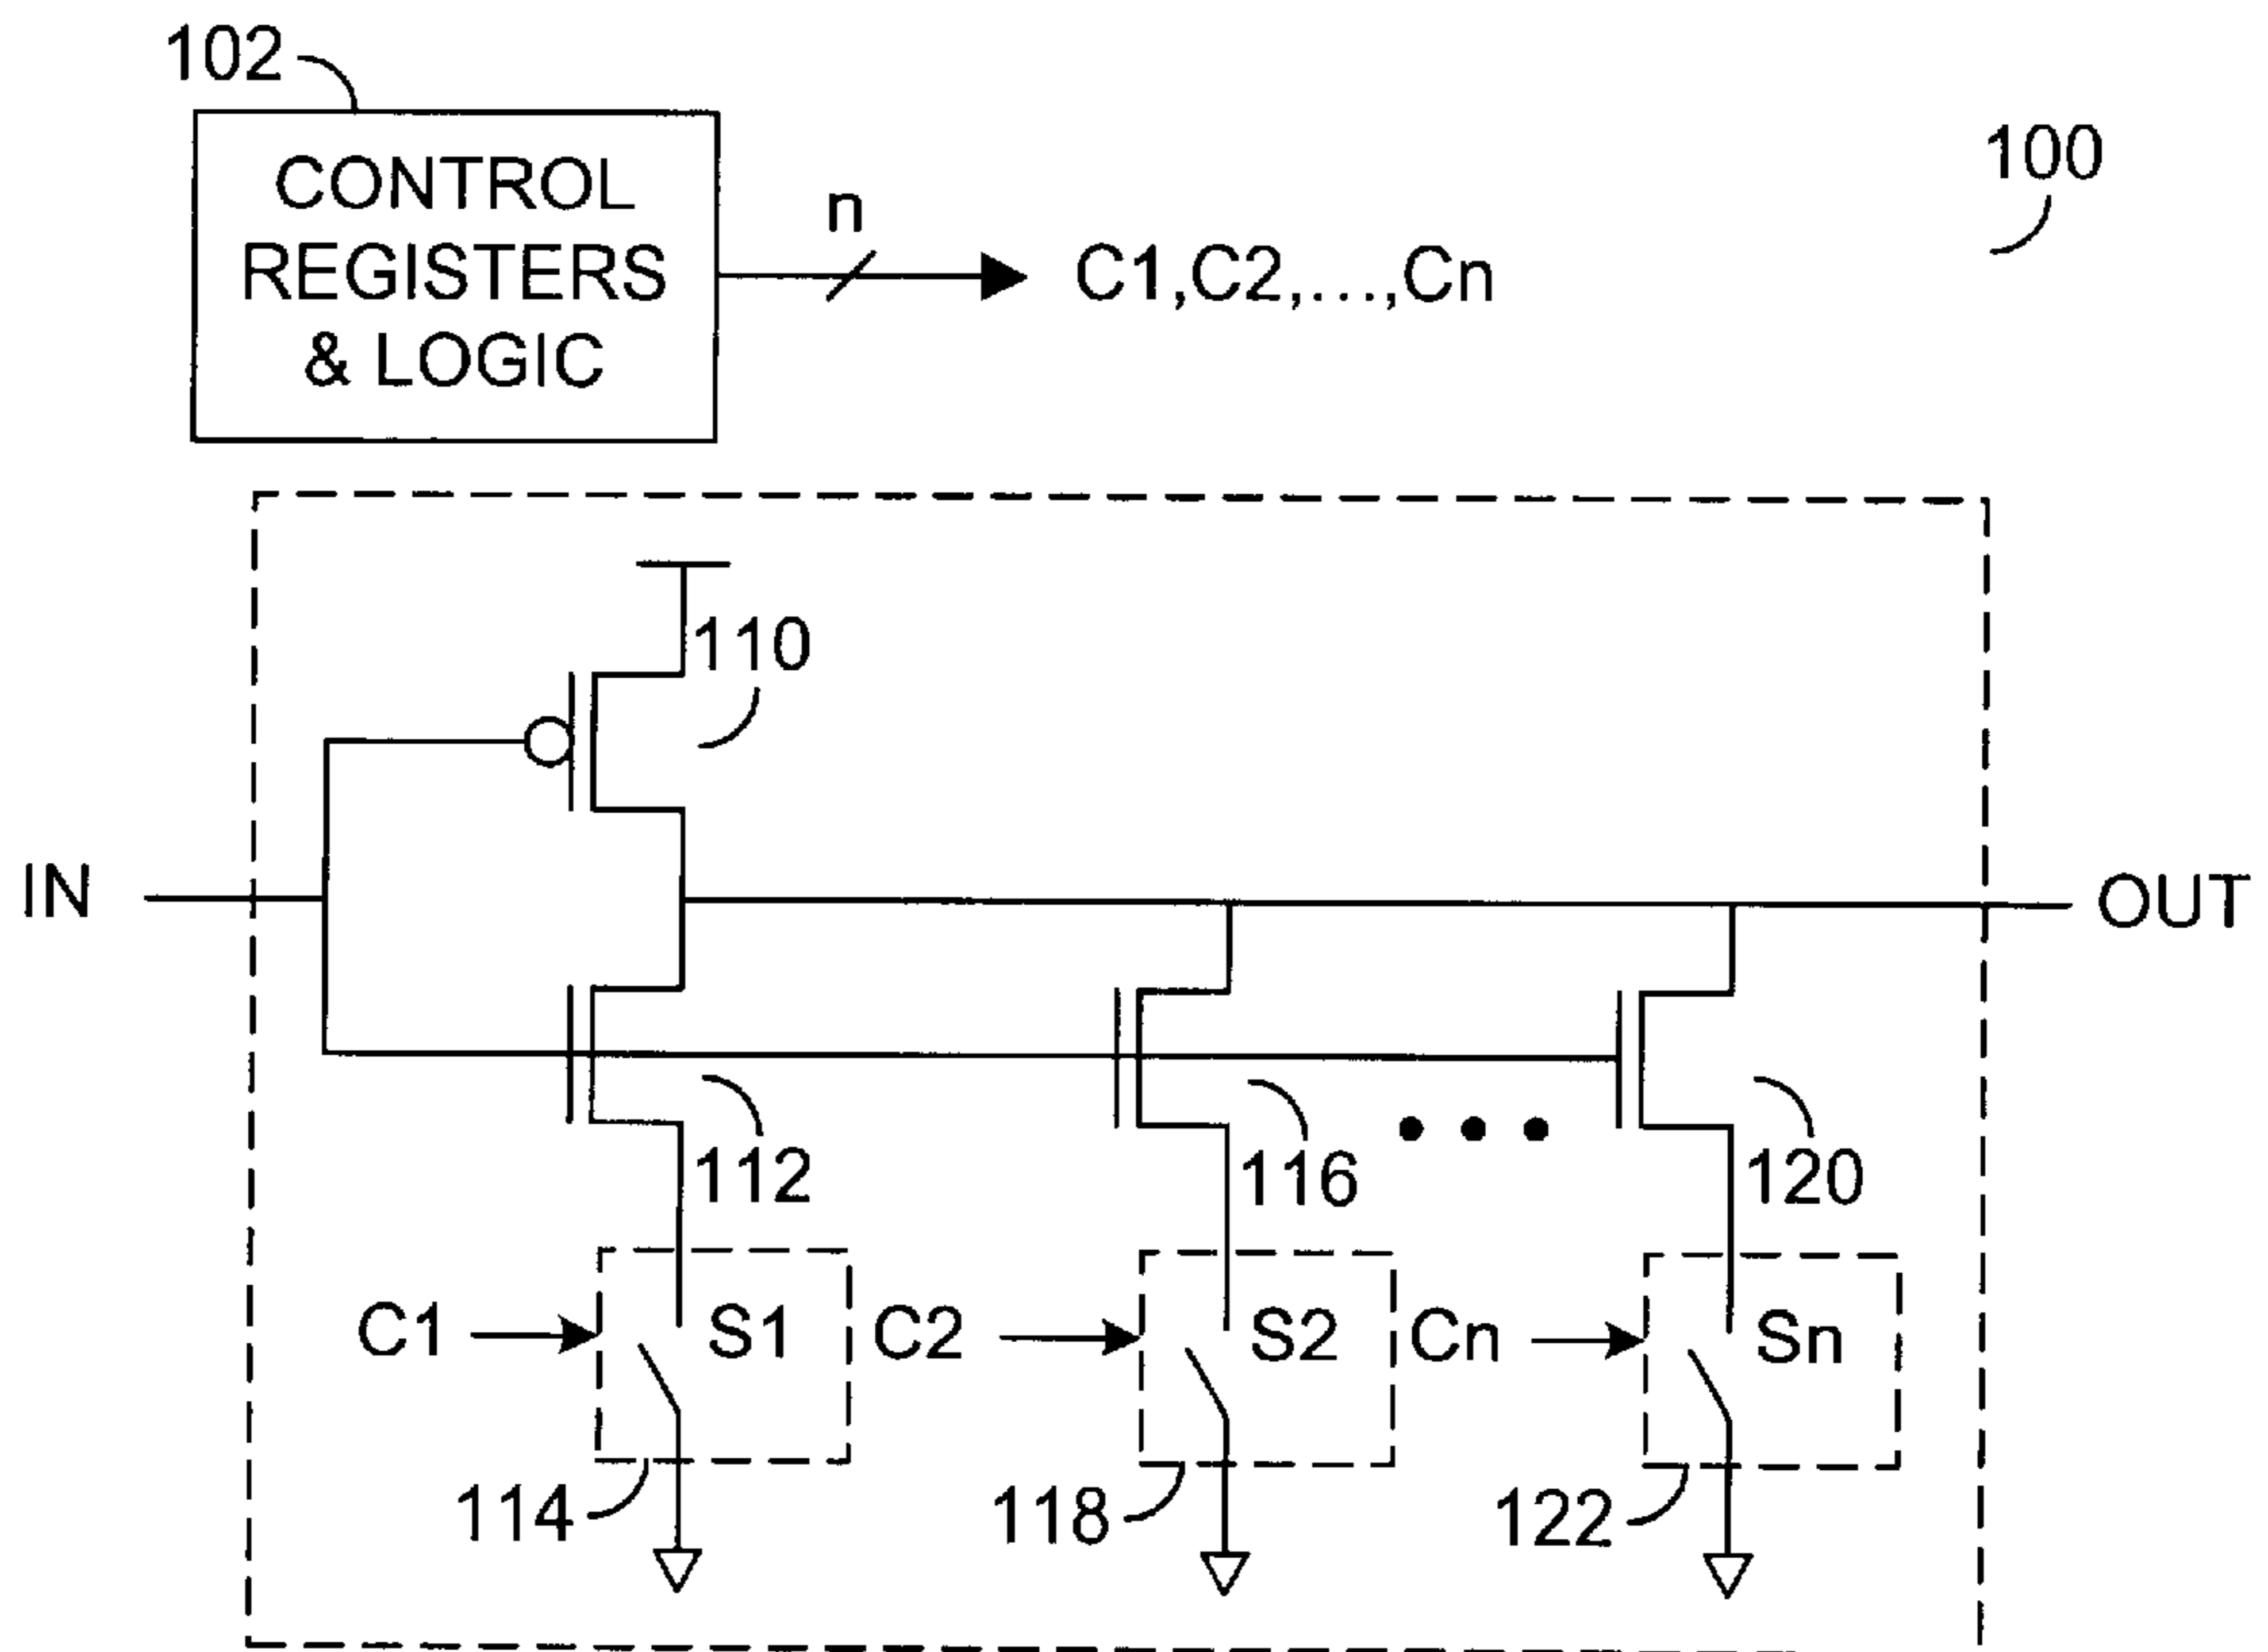 102
CONTROL
REGISTERS
& LOGIC
n
C1,C2,...,Cn
100
110
IN
OUT
112
116
120
C1
S1
C2
S2
Cn
Sn
114
118
122